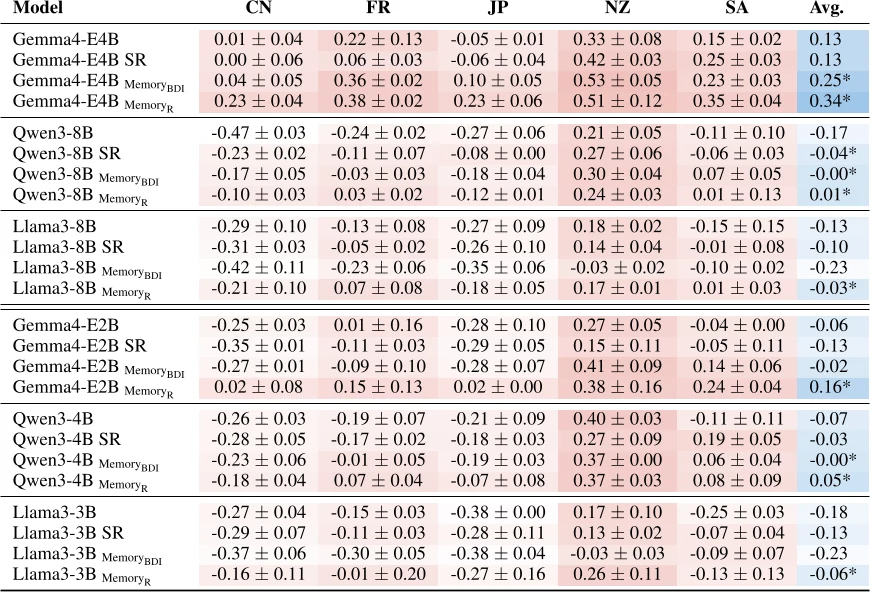 Model CN FR JP NZ SA Avg.
Gemma4-E4B 0.01 ± 0.04 0.22 ± 0.13 -0.05 ± 0.01 0.33 ± 0.08 0.15 ± 0.02 0.13
Gemma4-E4B SR 0.00 ± 0.06 0.06 ± 0.03 -0.06 ± 0.04 0.42 ± 0.03 0.25 ± 0.03 0.13
Gemma4-E4B MemoryBDI 0.04 ± 0.05 0.36 ± 0.02 0.10 ± 0.05 0.53 ± 0.05 0.23 ± 0.03 0.25*
Gemma4-E4B MemoryR 0.23 ± 0.04 0.38 ± 0.02 0.23 ± 0.06 0.51 ± 0.12 0.35 ± 0.04 0.34*
Qwen3-8B -0.47 ± 0.03 -0.24 ± 0.02 -0.27 ± 0.06 0.21 ± 0.05 -0.11 ± 0.10 -0.17
Qwen3-8B SR -0.23 ± 0.02 -0.11 ± 0.07 -0.08 ± 0.00 0.27 ± 0.06 -0.06 ± 0.03 -0.04*
Qwen3-8B MemoryBDI -0.17 ± 0.05 -0.03 ± 0.03 -0.18 ± 0.04 0.30 ± 0.04 0.07 ± 0.05 -0.00*
Qwen3-8B MemoryR -0.10 ± 0.03 0.03 ± 0.02 -0.12 ± 0.01 0.24 ± 0.03 0.01 ± 0.13 0.01*
Llama3-8B -0.29 ± 0.10 -0.13 ± 0.08 -0.27 ± 0.09 0.18 ± 0.02 -0.15 ± 0.15 -0.13
Llama3-8B SR -0.31 ± 0.03 -0.05 ± 0.02 -0.26 ± 0.10 0.14 ± 0.04 -0.01 ± 0.08 -0.10
Llama3-8B MemoryBDI -0.42 ± 0.11 -0.23 ± 0.06 -0.35 ± 0.06 -0.03 ± 0.02 -0.10 ± 0.02 -0.23
Llama3-8B MemoryR -0.21 ± 0.10 0.07 ± 0.08 -0.18 ± 0.05 0.17 ± 0.01 0.01 ± 0.03 -0.03*
Gemma4-E2B -0.25 ± 0.03 0.01 ± 0.16 -0.28 ± 0.10 0.27 ± 0.05 -0.04 ± 0.00 -0.06
Gemma4-E2B SR -0.35 ± 0.01 -0.11 ± 0.03 -0.29 ± 0.05 0.15 ± 0.11 -0.05 ± 0.11 -0.13
Gemma4-E2B MemoryBDI -0.27 ± 0.01 -0.09 ± 0.10 -0.28 ± 0.07 0.41 ± 0.09 0.14 ± 0.06 -0.02
Gemma4-E2B MemoryR 0.02 ± 0.08 0.15 ± 0.13 0.02 ± 0.00 0.38 ± 0.16 0.24 ± 0.04 0.16*
Qwen3-4B -0.26 ± 0.03 -0.19 ± 0.07 -0.21 ± 0.09 0.40 ± 0.03 -0.11 ± 0.11 -0.07
Qwen3-4B SR -0.28 ± 0.05 -0.17 ± 0.02 -0.18 ± 0.03 0.27 ± 0.09 0.19 ± 0.05 -0.03
Qwen3-4B MemoryBDI -0.23 ± 0.06 -0.01 ± 0.05 -0.19 ± 0.03 0.37 ± 0.00 0.06 ± 0.04 -0.00*
Qwen3-4B MemoryR -0.18 ± 0.04 0.07 ± 0.04 -0.07 ± 0.08 0.37 ± 0.03 0.08 ± 0.09 0.05*
Llama3-3B -0.27 ± 0.04 -0.15 ± 0.03 -0.38 ± 0.00 0.17 ± 0.10 -0.25 ± 0.03 -0.18
Llama3-3B SR -0.29 ± 0.07 -0.11 ± 0.03 -0.28 ± 0.11 0.13 ± 0.02 -0.07 ± 0.04 -0.13
Llama3-3B MemoryBDI -0.37 ± 0.06 -0.30 ± 0.05 -0.38 ± 0.04 -0.03 ± 0.03 -0.09 ± 0.07 -0.23
Llama3-3B MemoryR -0.16 ± 0.11 -0.01 ± 0.20 -0.27 ± 0.16 0.26 ± 0.11 -0.13 ± 0.13 -0.06*